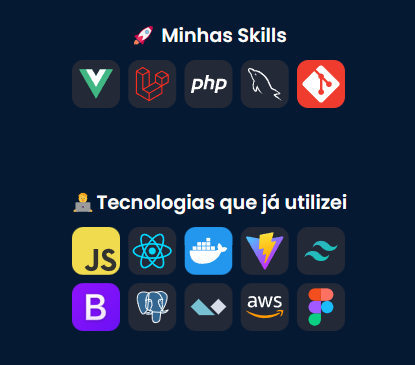 🚀 Minhas Skills
php
👨‍💻 Tecnologias que já utilizei
JS
B aws